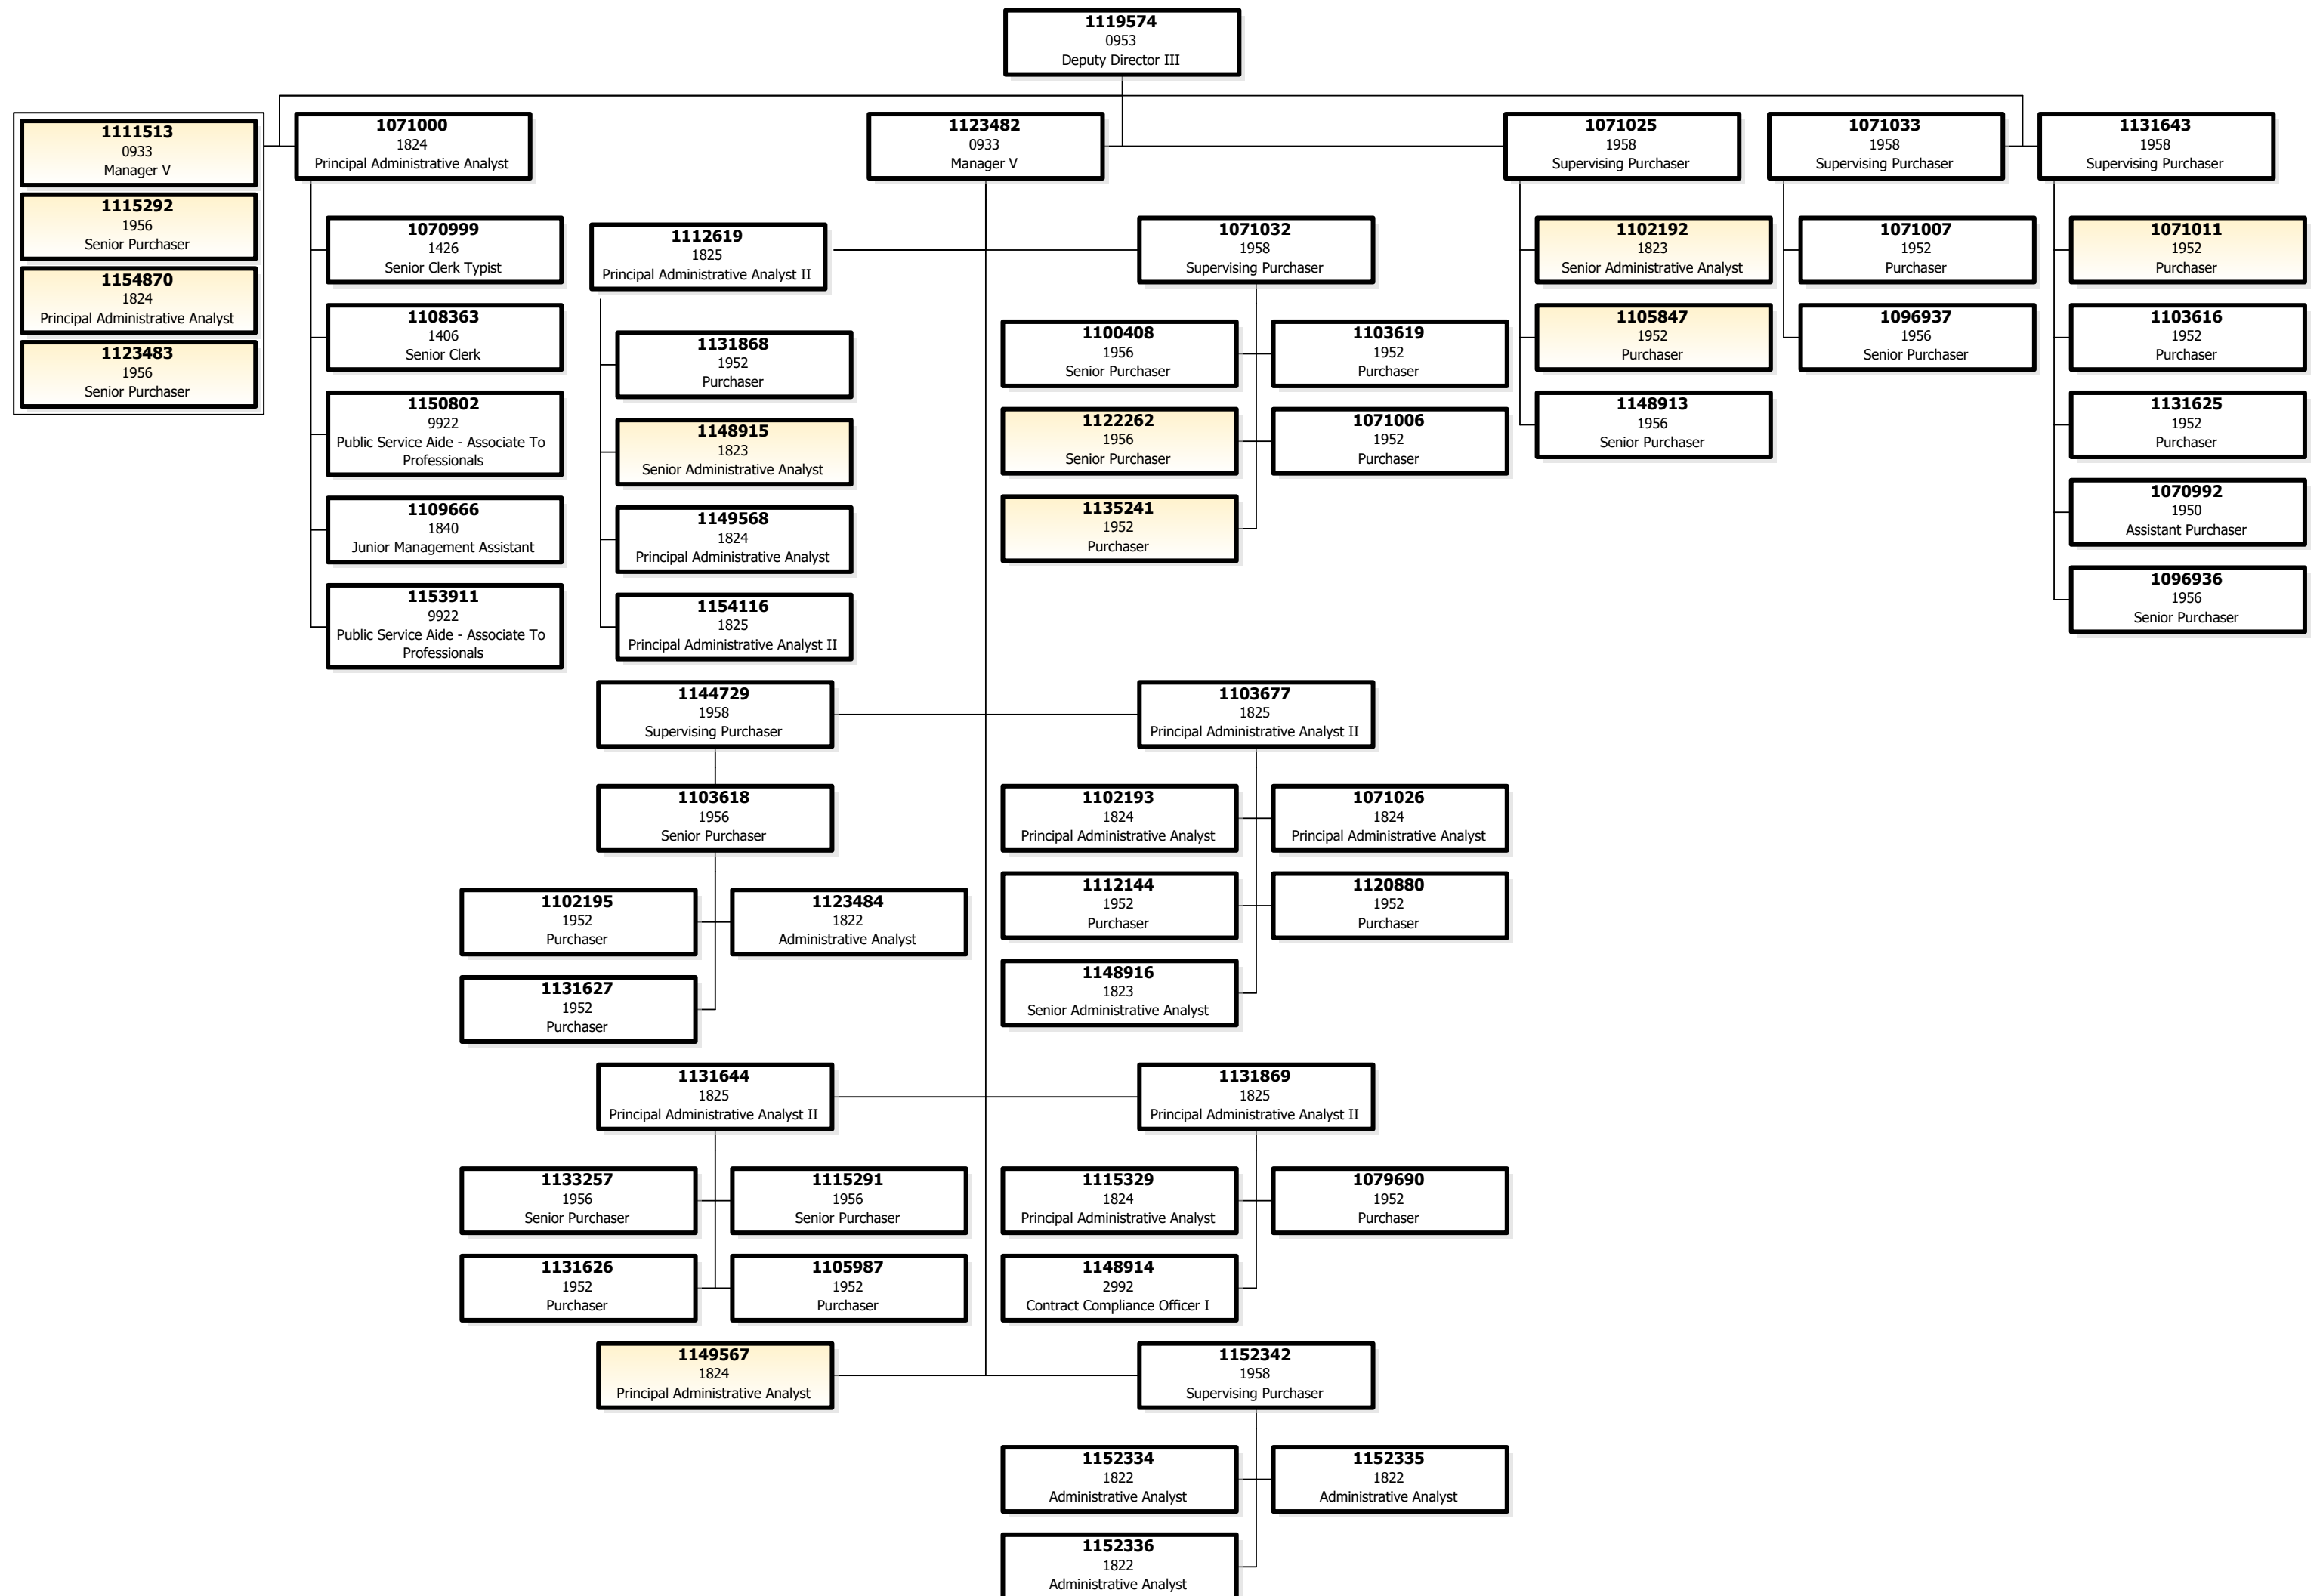 1119574
0953
Deputy Director III
1111513
0933
Manager V
1115292
1956
Senior Purchaser
1154870
1824
Principal Administrative Analyst
1123483
1956
Senior Purchaser
1071000
1824
Principal Administrative Analyst
1070999
1426
Senior Clerk Typist
1108363
1406
Senior Clerk
1150802
9922
Public Service Aide - Associate To
Professionals
1109666
1840
Junior Management Assistant
1153911
9922
Public Service Aide - Associate To
Professionals
1123482
0933
Manager V
1112619
1825
Principal Administrative Analyst II
1131868
1952
Purchaser
1148915
1823
Senior Administrative Analyst
1149568
1824
Principal Administrative Analyst
1154116
1825
Principal Administrative Analyst II
1071032
1958
Supervising Purchaser
1100408
1956
Senior Purchaser
1103619
1952
Purchaser
1122262
1956
Senior Purchaser
1071006
1952
Purchaser
1135241
1952
Purchaser
1144729
1958
Supervising Purchaser
1103618
1956
Senior Purchaser
1102195
1952
Purchaser
1123484
1822
Administrative Analyst
1131627
1952
Purchaser
1103677
1825
Principal Administrative Analyst II
1102193
1824
Principal Administrative Analyst
1071026
1824
Principal Administrative Analyst
1112144
1952
Purchaser
1120880
1952
Purchaser
1148916
1823
Senior Administrative Analyst
1131644
1825
Principal Administrative Analyst II
1133257
1956
Senior Purchaser
1115291
1956
Senior Purchaser
1131626
1952
Purchaser
1105987
1952
Purchaser
1131869
1825
Principal Administrative Analyst II
1115329
1824
Principal Administrative Analyst
1079690
1952
Purchaser
1148914
2992
Contract Compliance Officer I
1149567
1824
Principal Administrative Analyst
1152342
1958
Supervising Purchaser
1152334
1822
Administrative Analyst
1152335
1822
Administrative Analyst
1152336
1822
Administrative Analyst
1071025
1958
Supervising Purchaser
1102192
1823
Senior Administrative Analyst
1105847
1952
Purchaser
1148913
1956
Senior Purchaser
1071033
1958
Supervising Purchaser
1071007
1952
Purchaser
1096937
1956
Senior Purchaser
1131643
1958
Supervising Purchaser
1071011
1952
Purchaser
1103616
1952
Purchaser
1131625
1952
Purchaser
1070992
1950
Assistant Purchaser
1096936
1956
Senior Purchaser